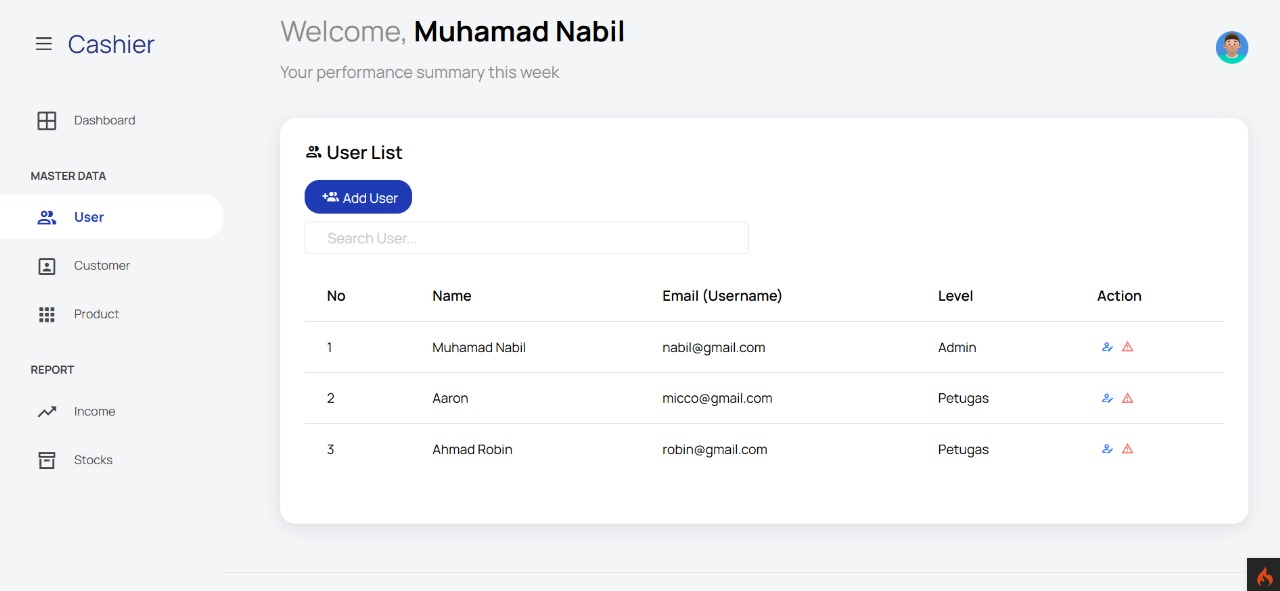 Welcome, Muhamad Nabil
Your performance summary this week
Cashier
Dashboard
MASTER DATA
User
Customer
Product
REPORT
Income
Stocks
User List
Add User
Search User...
No Name Email (Username) Level Action
1 Muhamad Nabil nabil@gmail.com Admin
2 Aaron micco@gmail.com Petugas
3 Ahmad Robin robin@gmail.com Petugas